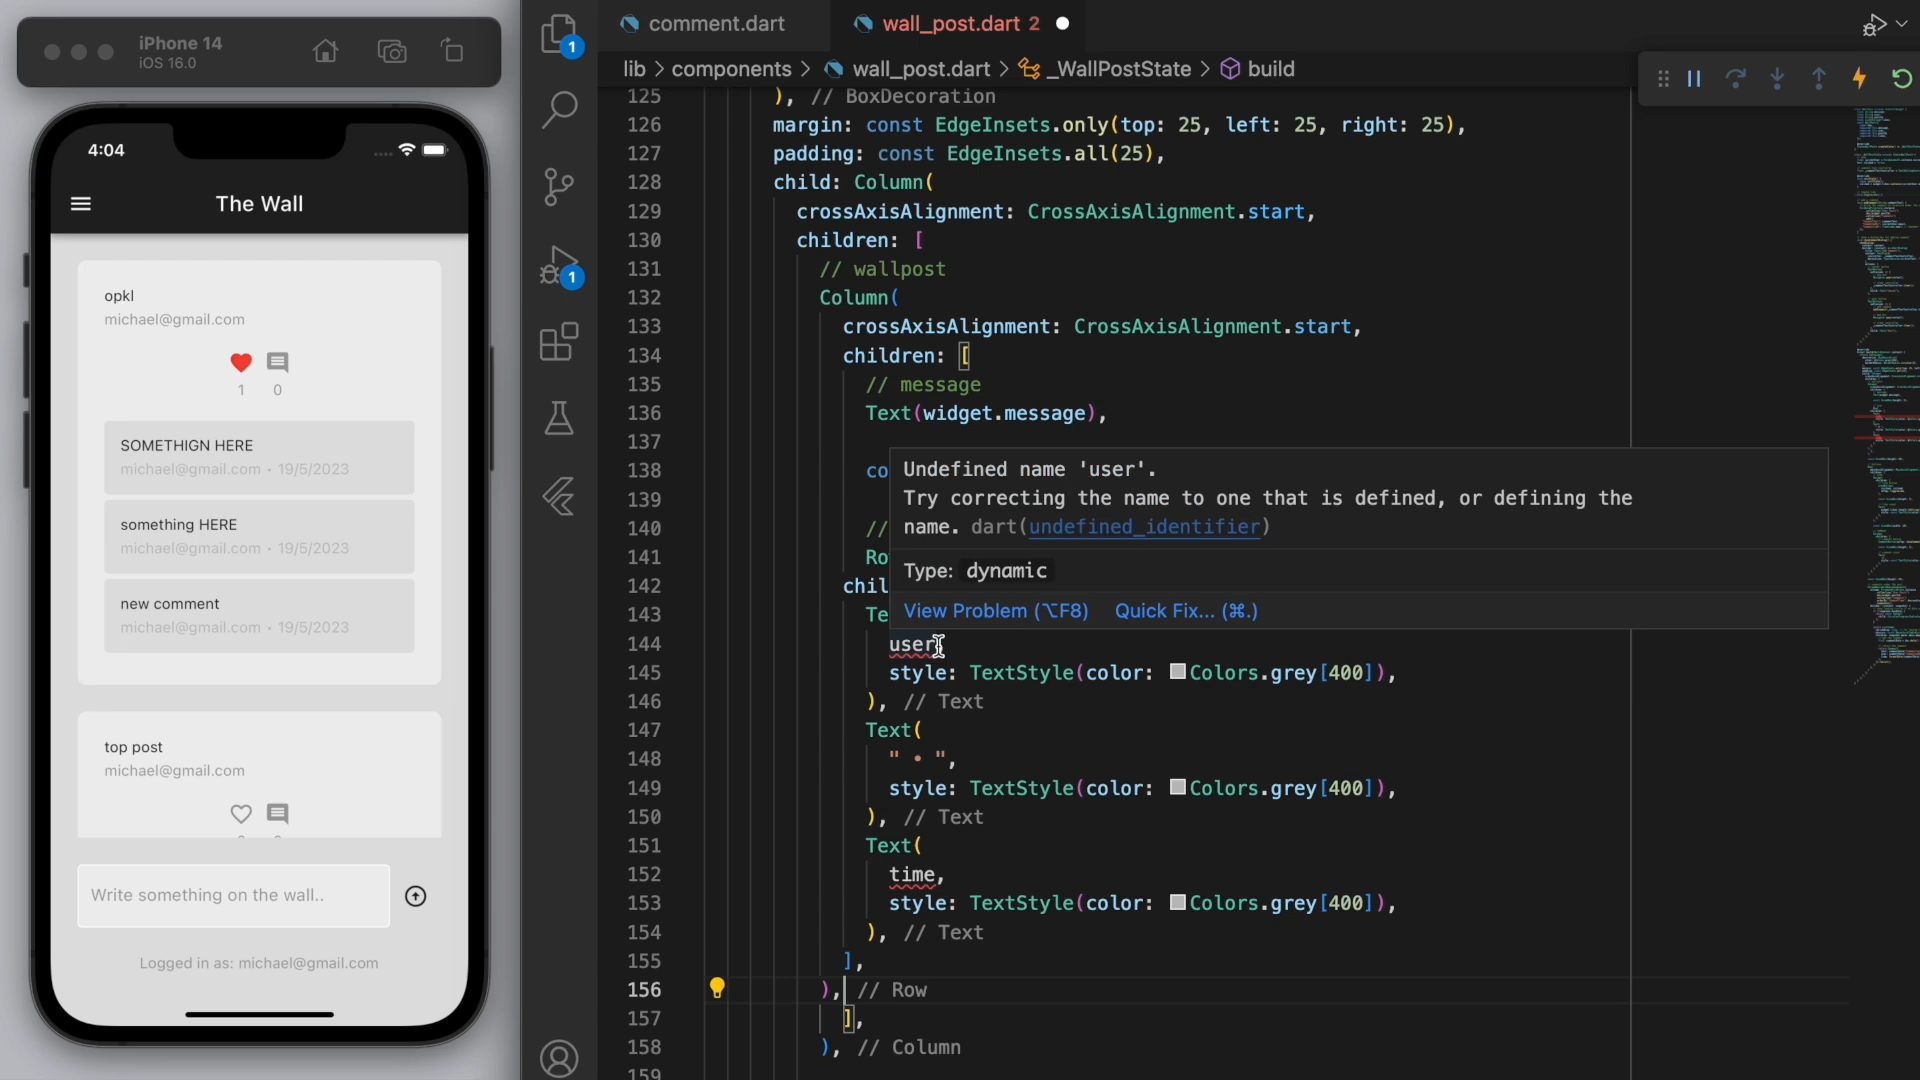 iPhone 14
iOS 16.0
4:04
The Wall
opkl
michael@gmail.com
1 0
SOMETHIGN HERE
michael@gmail.com • 19/5/2023
something HERE
michael@gmail.com • 19/5/2023
new comment
michael@gmail.com • 19/5/2023
top post
michael@gmail.com
Write something on the wall..
Logged in as: michael@gmail.com
1
1
comment.dart
wall_post.dart 2
lib > components > wall_post.dart > _WallPostState > build
125 ), // BoxDecoration
126 margin: const EdgeInsets.only(top: 25, left: 25, right: 25),
127 padding: const EdgeInsets.all(25),
128 child: Column(
129 crossAxisAlignment: CrossAxisAlignment.start,
130 children: [
131 // wallpost
132 Column(
133 crossAxisAlignment: CrossAxisAlignment.start,
134 children: [
135 // message
136 Text(widget.message),
137
138 co
139
140 //
141 Ro
142 chil
143 Te
144 user
145 style: TextStyle(color: Colors.grey[400]),
146 ), // Text
147 Text(
148 " • ",
149 style: TextStyle(color: Colors.grey[400]),
150 ), // Text
151 Text(
152 time,
153 style: TextStyle(color: Colors.grey[400]),
154 ), // Text
155 ],
156 ), // Row
157 ],
158 ), // Column
159
Undefined name 'user'.
Try correcting the name to one that is defined, or defining the
name. dart(undefined_identifier)
Type: dynamic
View Problem (⌥F8) Quick Fix... (⌘.)